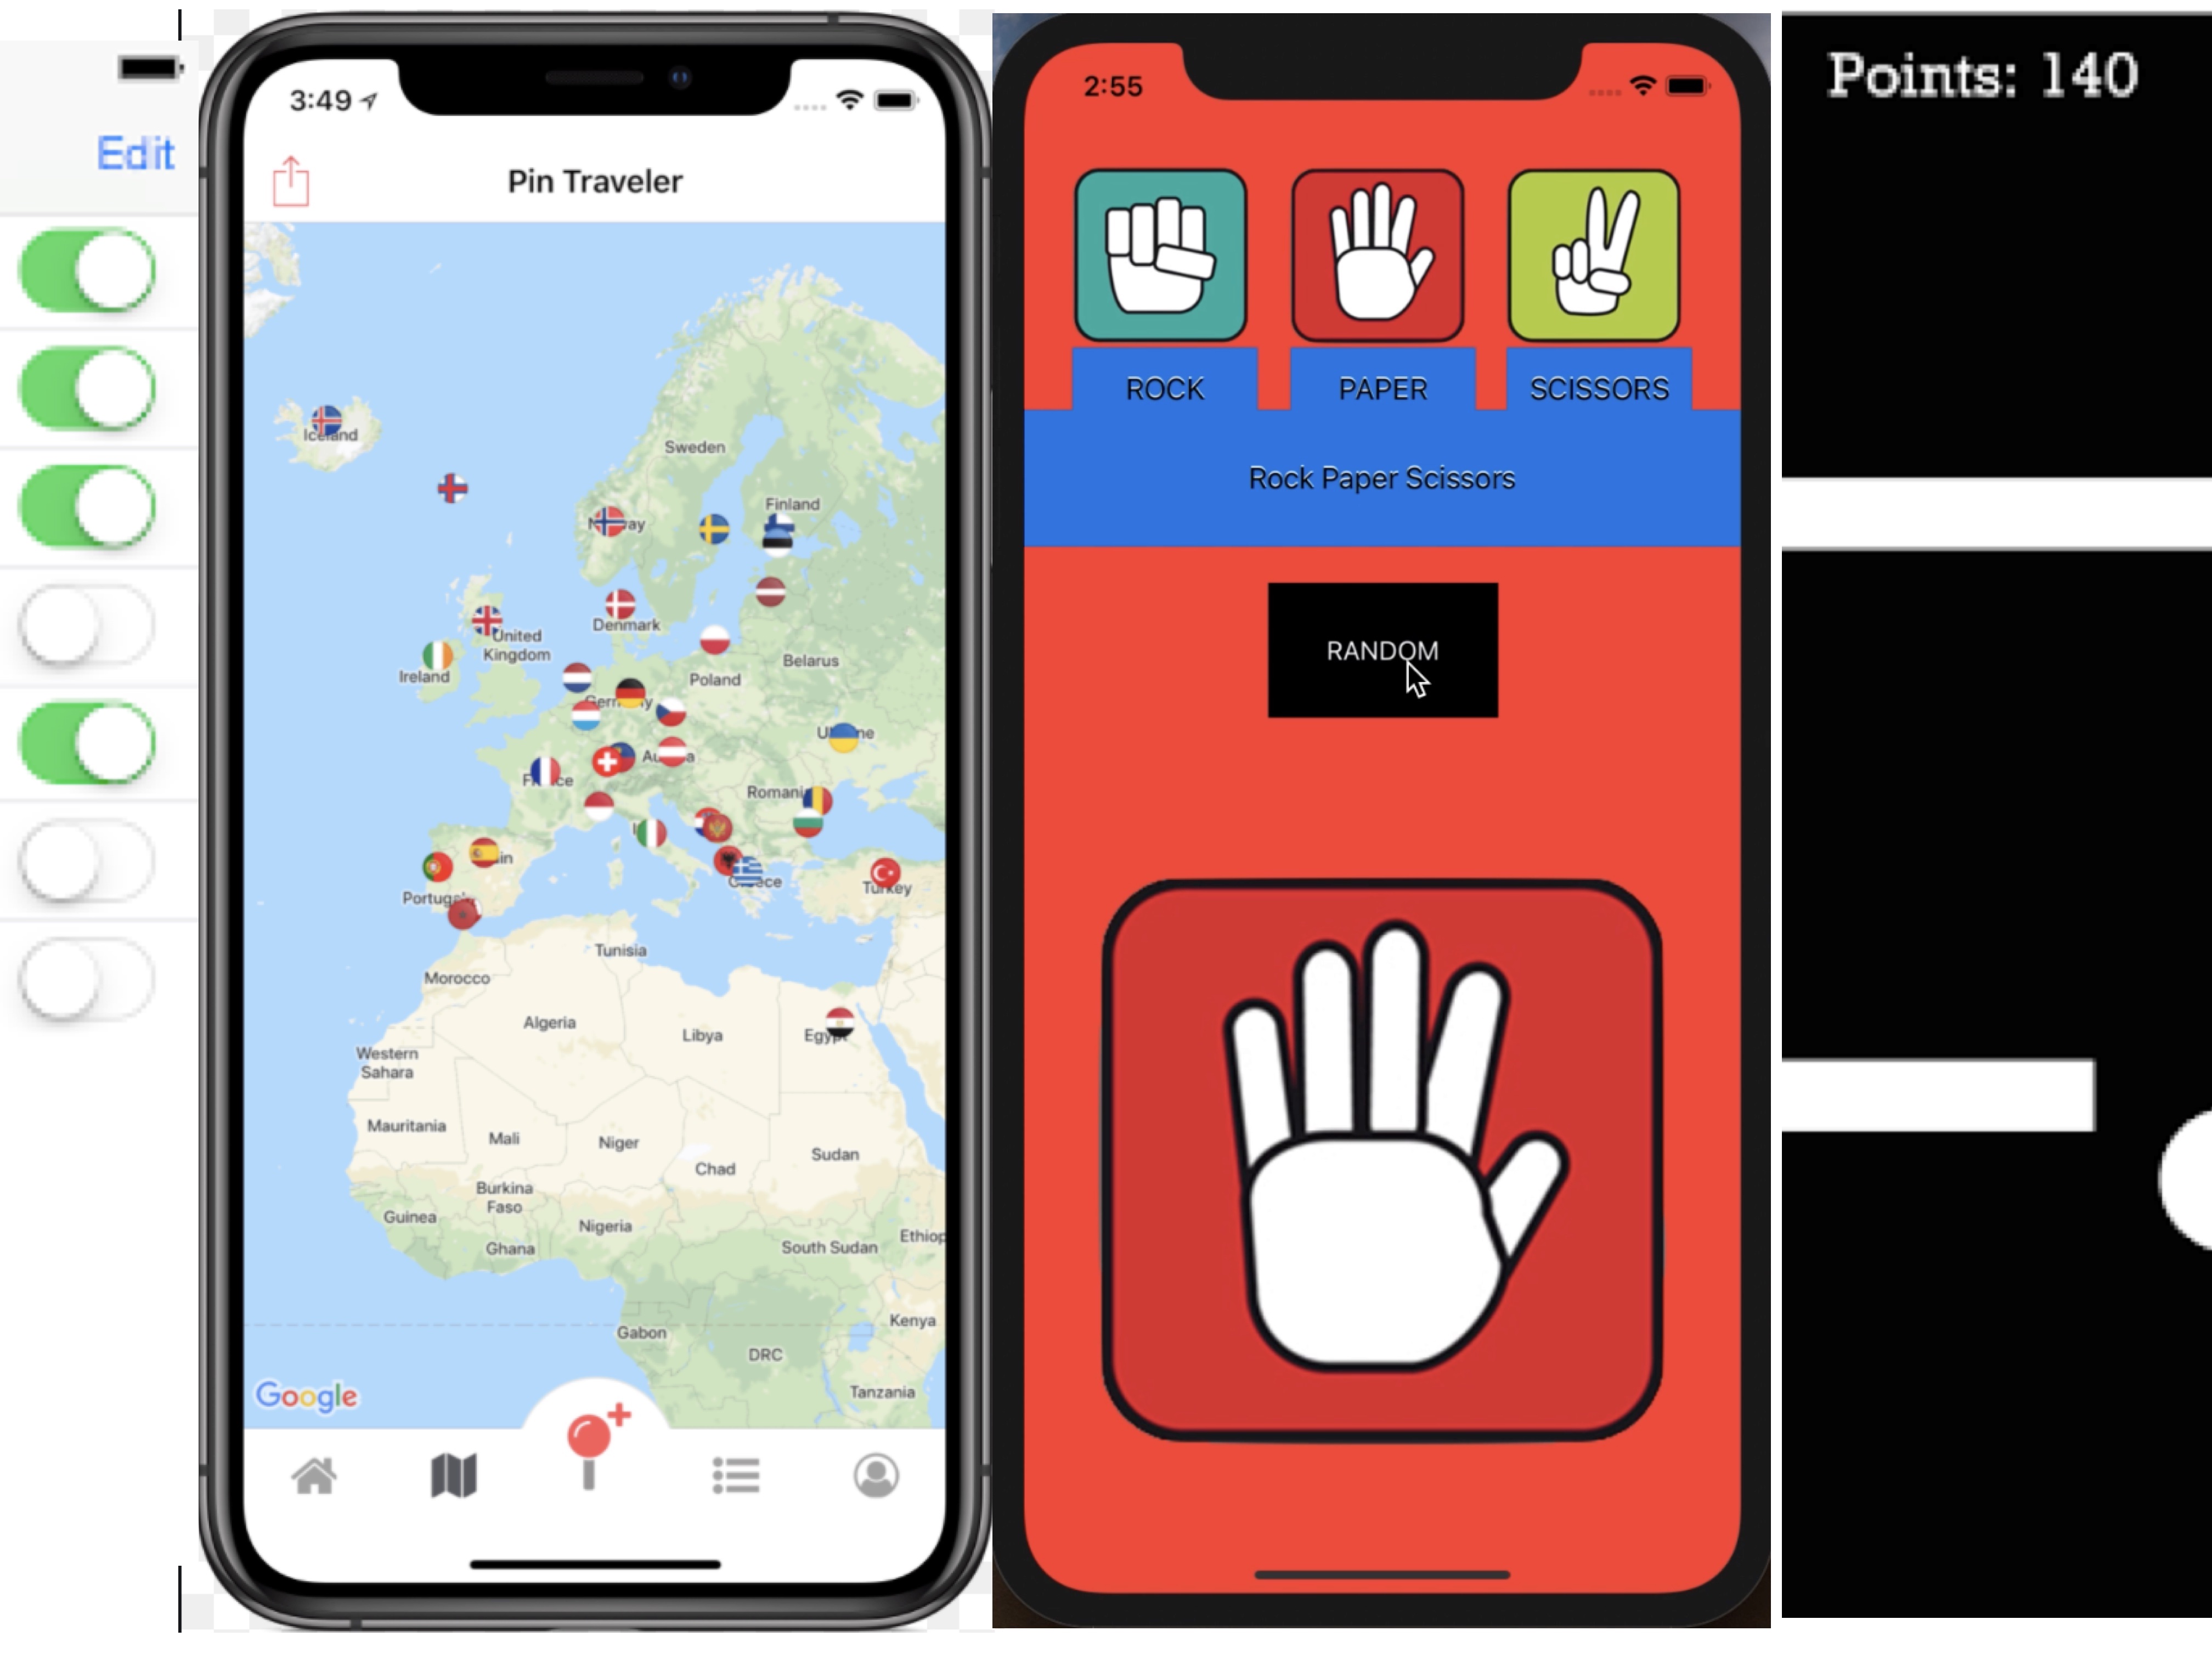 Edit
3:49
Pin Traveler
Iceland
Sweden
Finland
Norway
Denmark
United
Kingdom
Ireland
Belarus
Poland
Germany
Ukraine
Austria
France
Romania
Portugal
Greece
Turkey
Tunisia
Morocco
Algeria
Libya
Egypt
Western
Sahara
Mauritania
Mali
Niger
Chad
Sudan
Burkina
Faso
Guinea
Nigeria
Ghana
South Sudan
Ethiop
Gabon
Kenya
DRC
Tanzania
Google
2:55
ROCK
PAPER
SCISSORS
Rock Paper Scissors
RANDOM
Points: 140